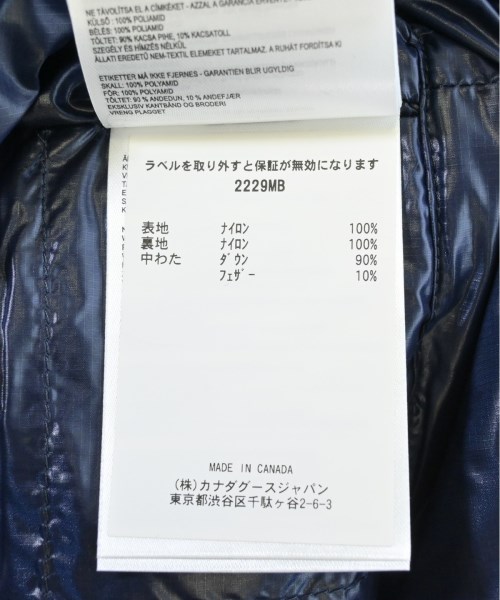 NE TÁVOLÍTSA EL A CÍMKÉKET - AZZAL A GARANCIA
KÜLSŐ: 100% POLIAMID
BÉLÉS: 100% POLIAMID
TÖLTET: 90% KACSA PIHE, 10% KACSATOLL
SZEGÉLY ÉS HÍMZÉS NÉLKÜL
ÁLLATI EREDETŰ NEM-TEXTIL ELEMEKET TARTALMAZ. A RUHÁT FORDÍTSA KI
ETIKETTER MÅ IKKE FJERNES - GARANTIEN BLIR UGYLDIG
SKALL: 100% POLYAMID
FÔR: 100% POLYAMID
TOLTET: 90 % ANDEDUN, 10 % ANDEFJÆR
EKSKLUSIV KANTBÅND OG BRODERI
VRENG PLAGGET
ラベルを取り外すと保証が無効になります
2229MB
表地 ナイロン 100%
裏地 ナイロン 100%
中わた ダウン 90%
フェザー 10%
MADE IN CANADA
(株)カナダグースジャパン
東京都渋谷区千駄ヶ谷2-6-3